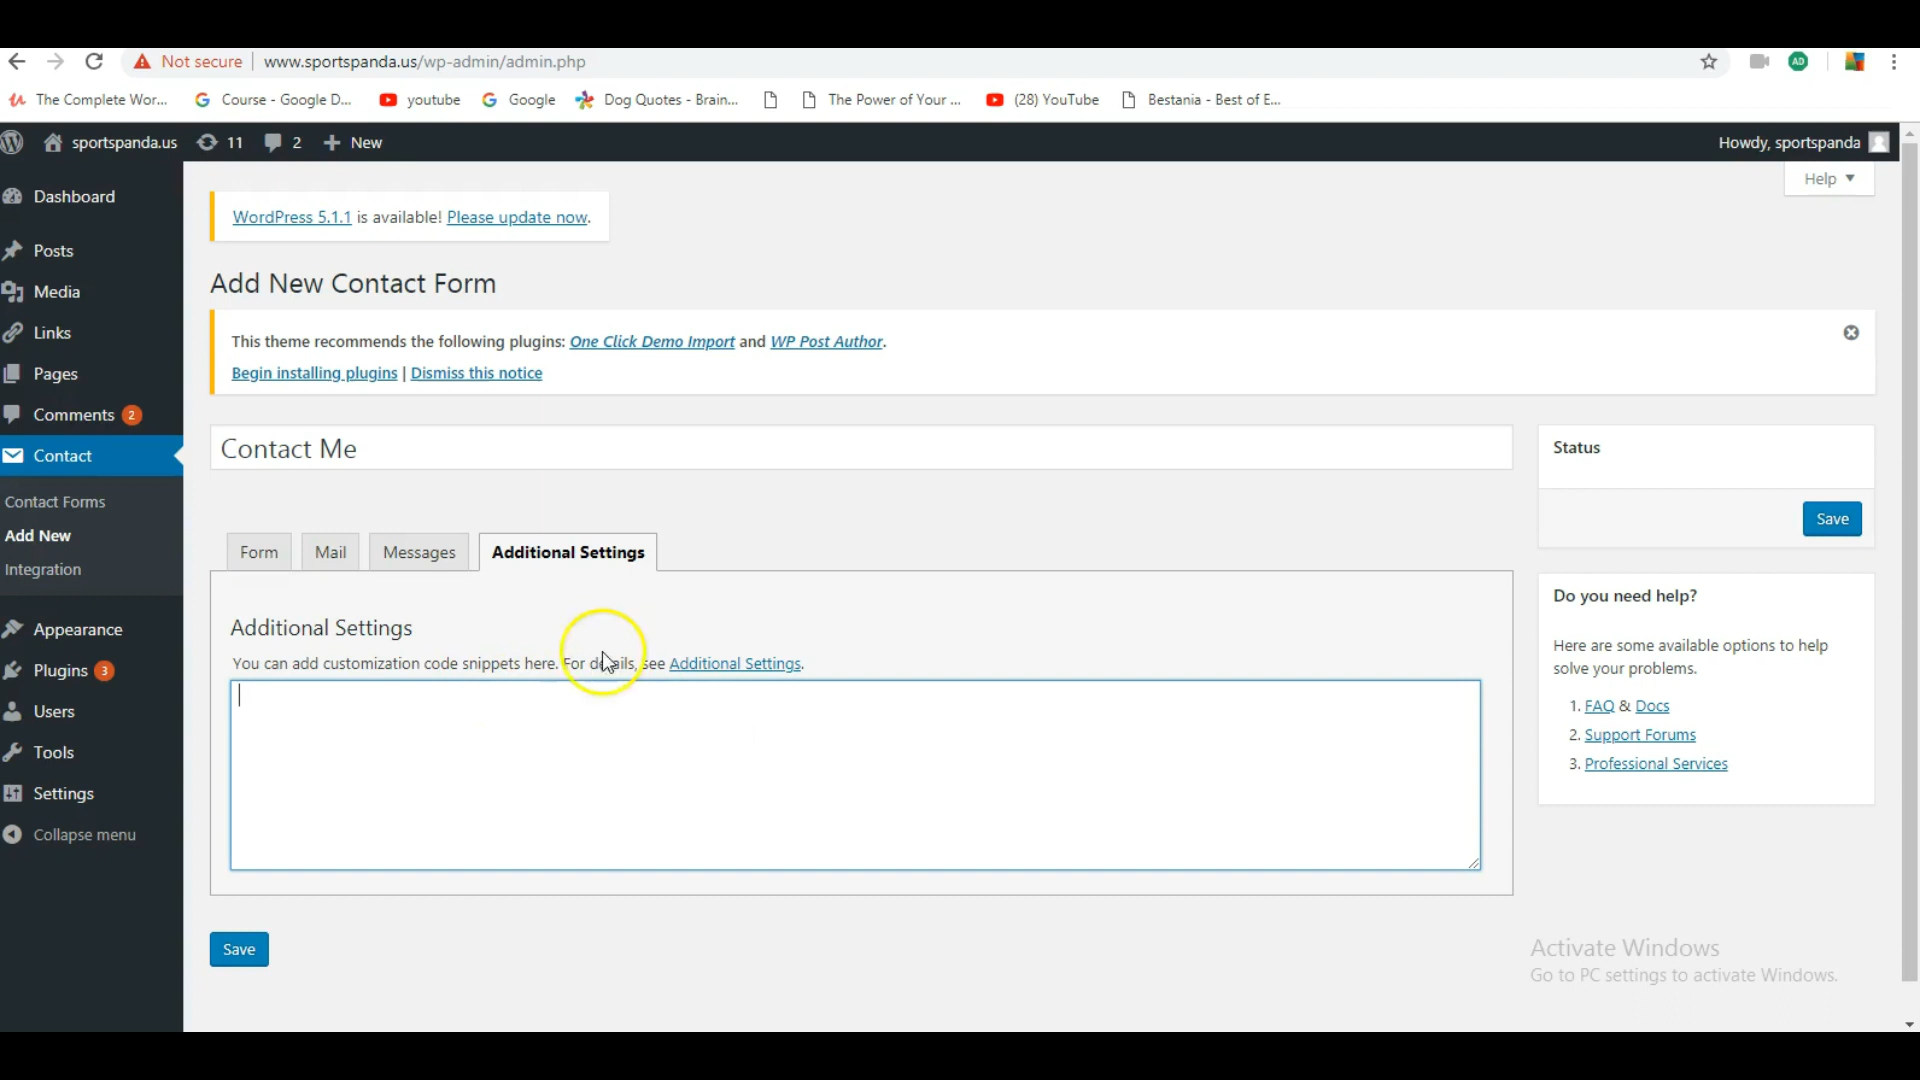 Not secure www.sportspanda.us/wp-admin/admin.php
AD
The Complete Wor... Course - Google D... youtube Google Dog Quotes - Brain... The Power of Your ... (28) YouTube Bestania - Best of E...
sportspanda.us 11 2 New Howdy, sportspanda
Help
Dashboard
Posts
Media
Links
Pages
Comments 2
Contact
Contact Forms
Add New
Integration
Appearance
Plugins 3
Users
Tools
Settings
Collapse menu
WordPress 5.1.1 is available! Please update now.
Add New Contact Form
This theme recommends the following plugins: One Click Demo Import and WP Post Author.
Begin installing plugins | Dismiss this notice
Contact Me
Form Mail Messages Additional Settings
Additional Settings
You can add customization code snippets here. For details, see Additional Settings.
Save
Status
Save
Do you need help?
Here are some available options to help
solve your problems.
1. FAQ & Docs
2. Support Forums
3. Professional Services
Activate Windows
Go to PC settings to activate Windows.